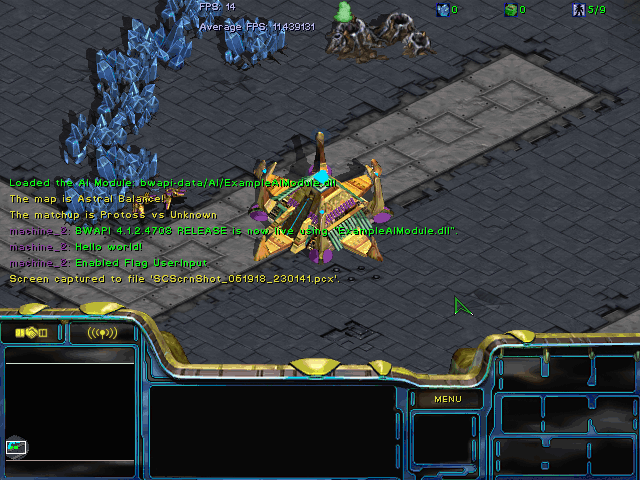 FPS: 14
0 0 5/9
Average FPS: 11.439131
Loaded the AI Module: bwapi-data/AI/ExampleAIModule.dll
The map is Astral Balance!
The matchup is Protoss vs Unknown
machine_2: BWAPI 4.1.2.4708 RELEASE is now live using "ExampleAIModule.dll".
machine_2: Hello world!
machine_2: Enabled Flag UserInput
Screen captured to file 'SCScrnShot_061918_230141.pcx'.
MENU